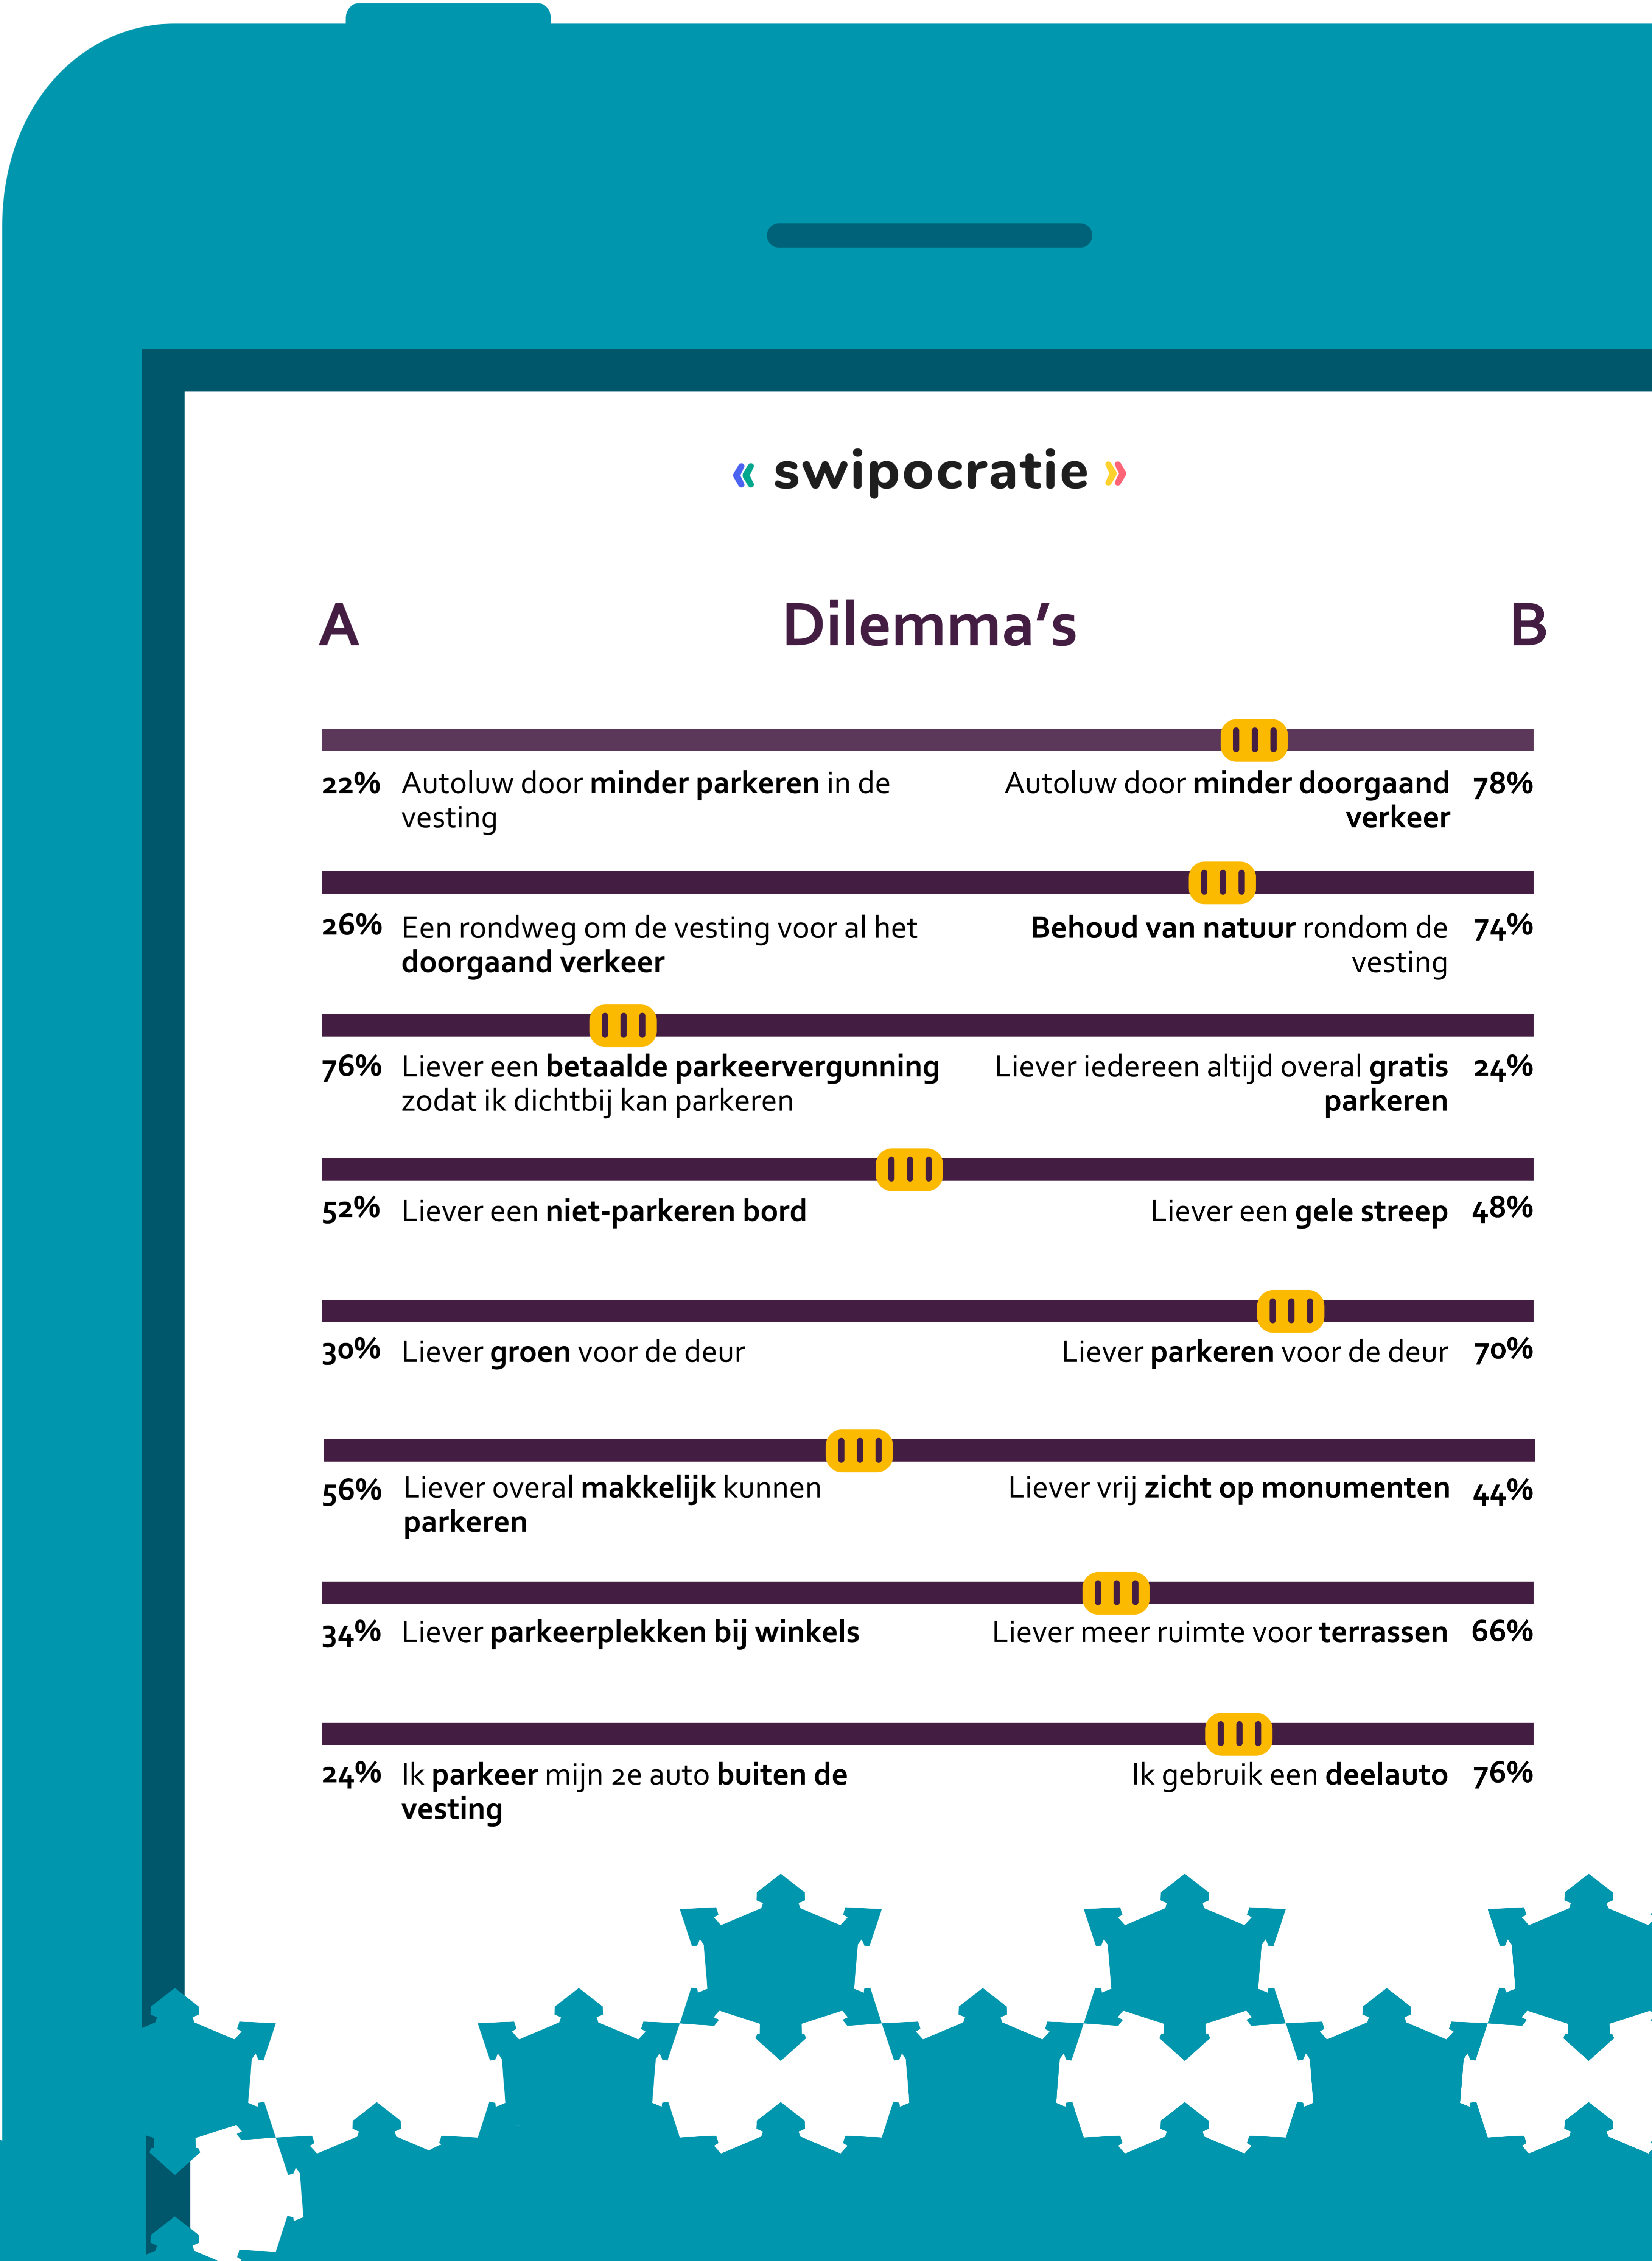 « swipocratie »
A Dilemma's B
22% Autoluw door minder parkeren in de Autoluw door minder doorgaand 78%
vesting verkeer
26% Een rondweg om de vesting voor al het Behoud van natuur rondom de 74%
doorgaand verkeer vesting
76% Liever een betaalde parkeervergunning Liever iedereen altijd overal gratis 24%
zodat ik dichtbij kan parkeren parkeren
52% Liever een niet-parkeren bord Liever een gele streep 48%
30% Liever groen voor de deur Liever parkeren voor de deur 70%
56% Liever overal makkelijk kunnen Liever vrij zicht op monumenten 44%
parkeren
34% Liever parkeerplekken bij winkels Liever meer ruimte voor terrassen 66%
24% Ik parkeer mijn 2e auto buiten de Ik gebruik een deelauto 76%
vesting